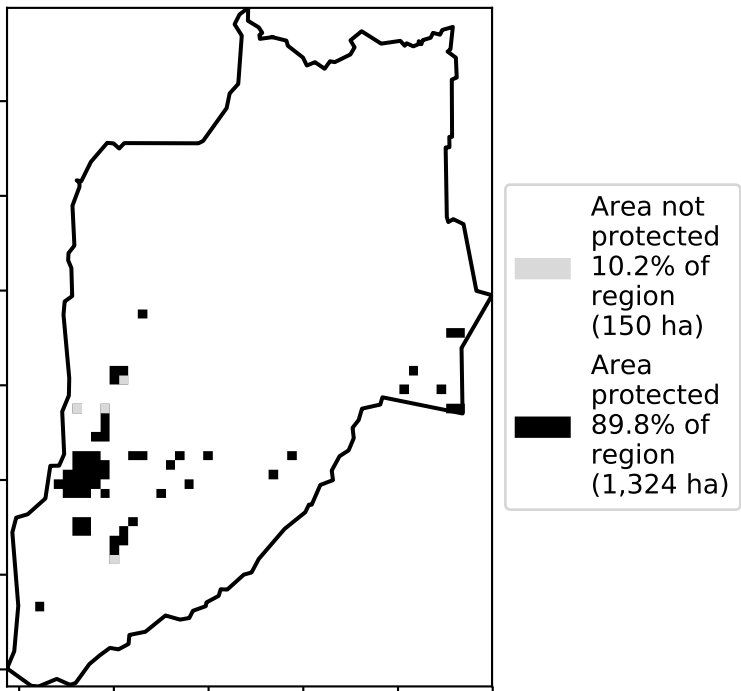 Area not
protected
10.2% of
region
(150 ha)
Area
protected
89.8% of
region
(1,324 ha)